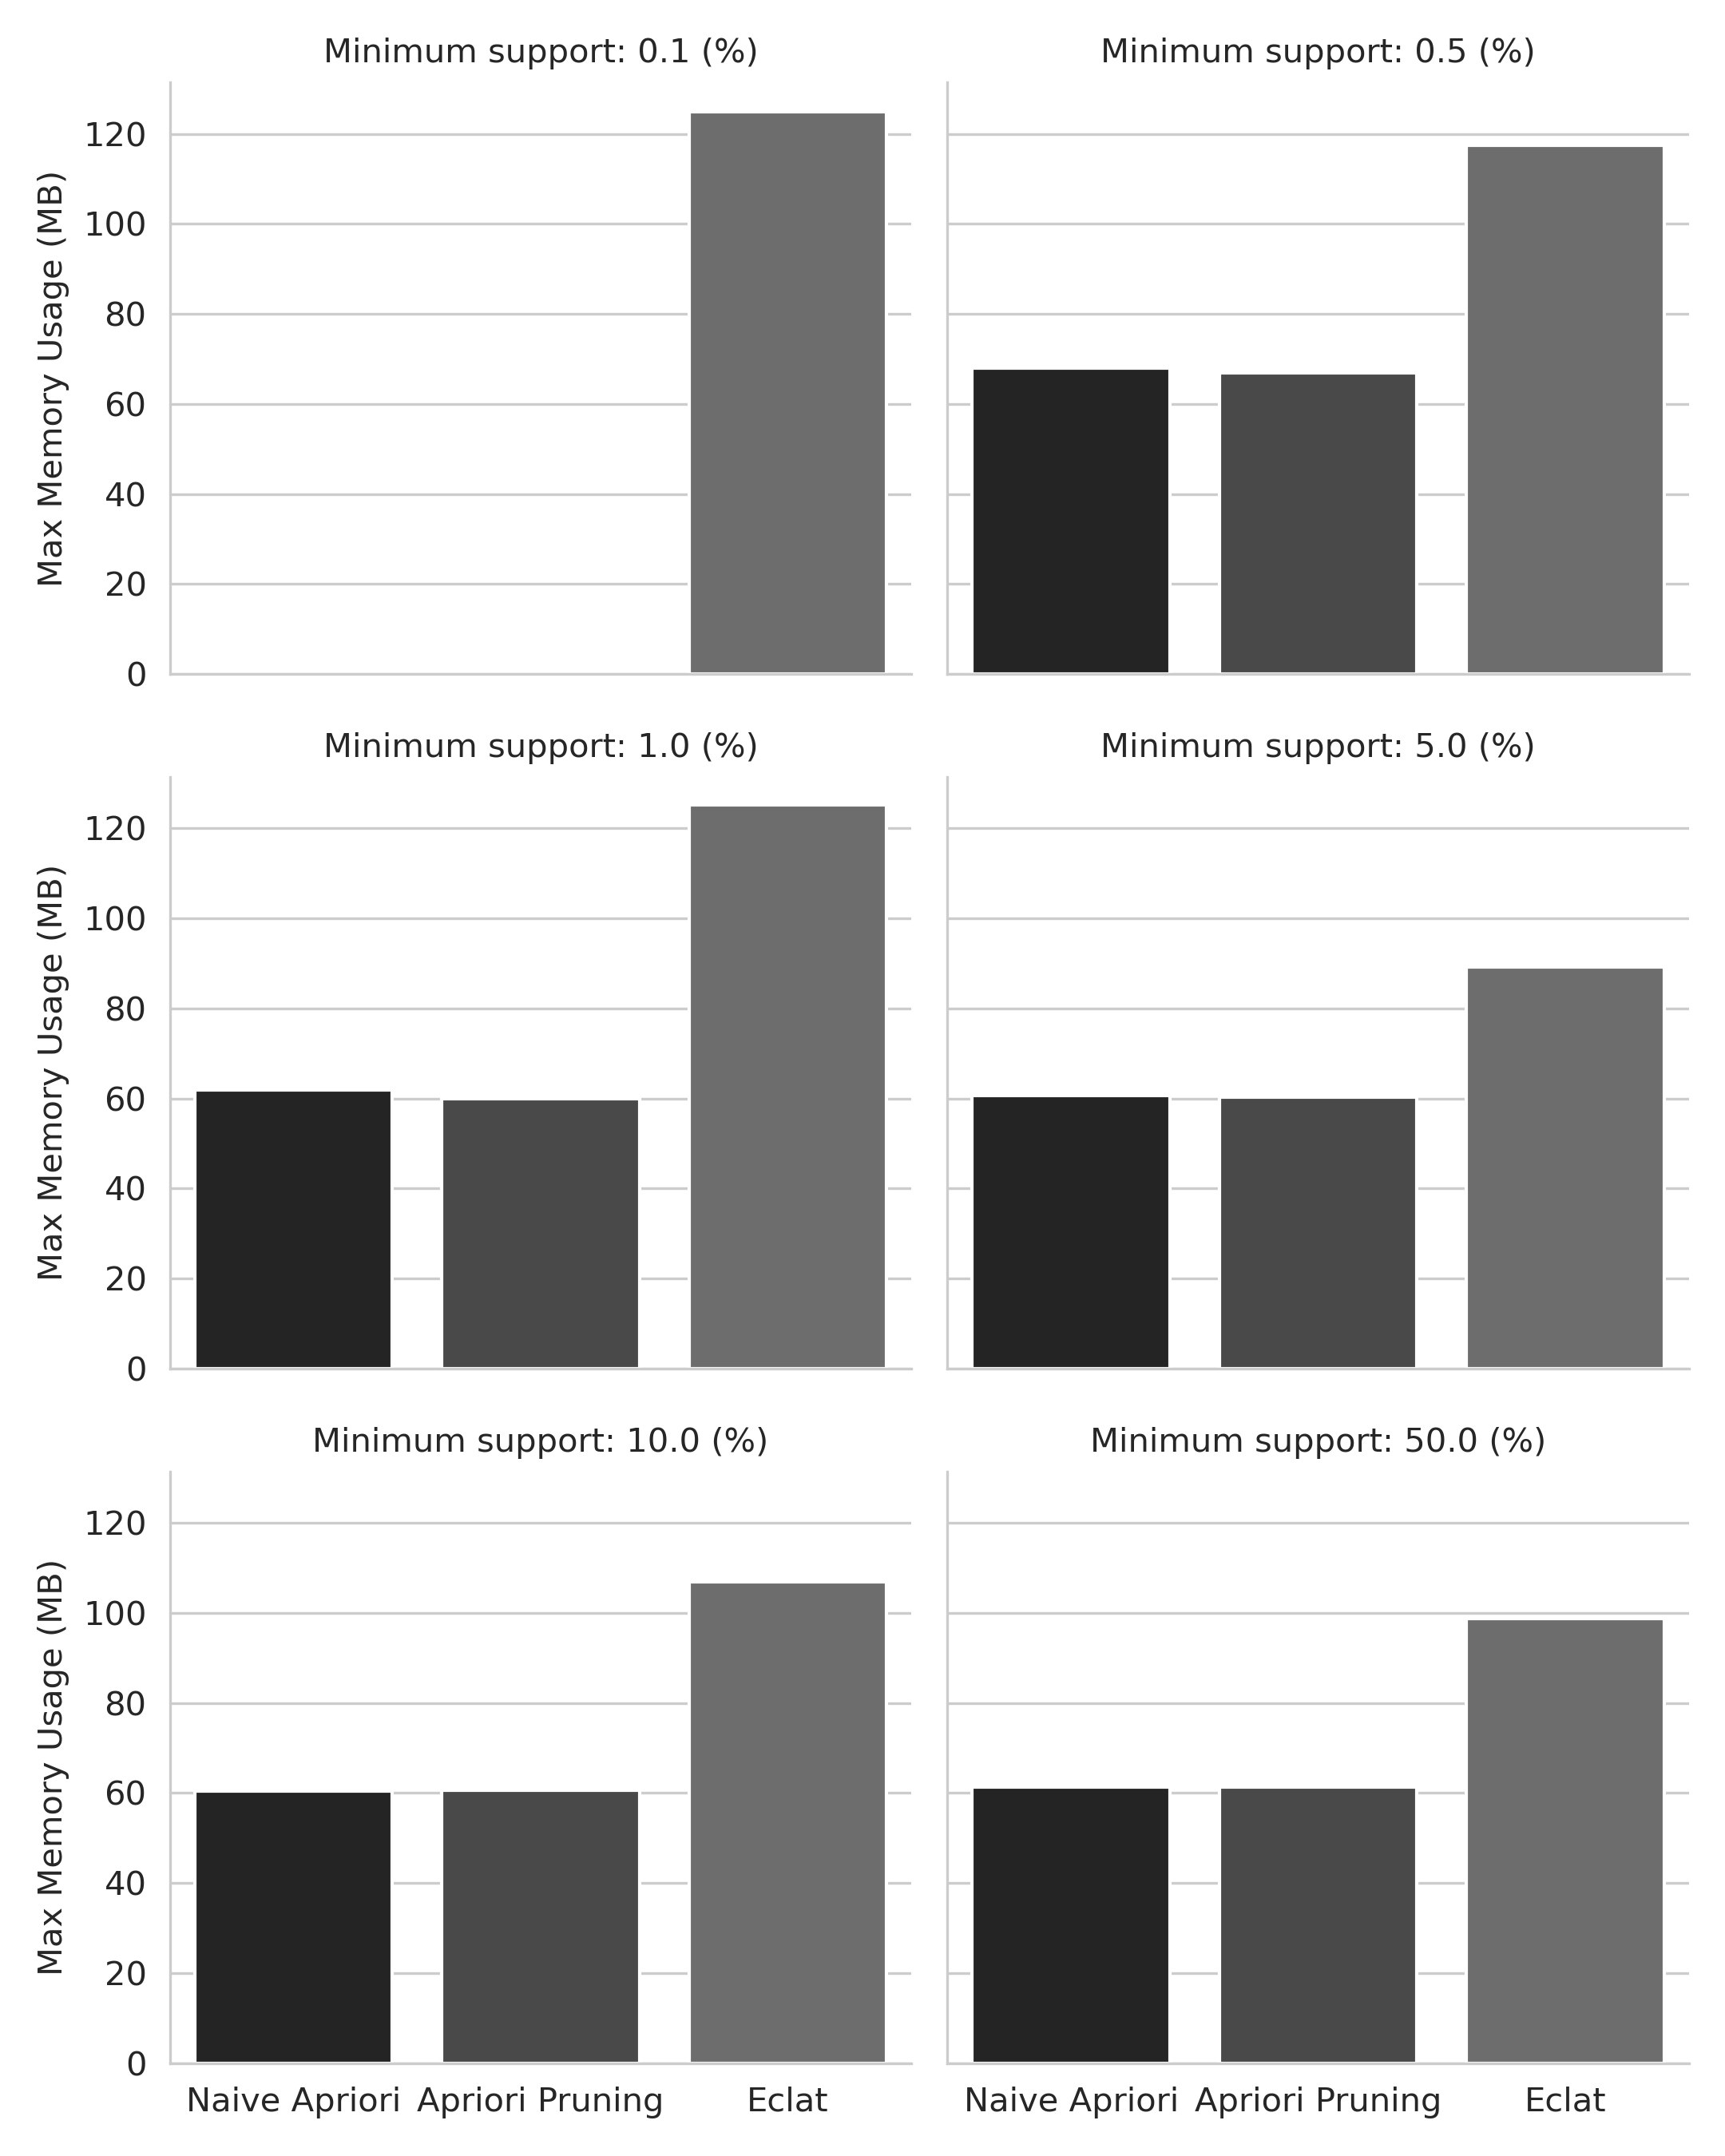 Minimum support: 0.1 (%)
Minimum support: 0.5 (%)
Max Memory Usage (MB)
120
100
80
60
40
20
0
Minimum support: 1.0 (%)
Minimum support: 5.0 (%)
Max Memory Usage (MB)
120
100
80
60
40
20
0
Minimum support: 10.0 (%)
Minimum support: 50.0 (%)
Max Memory Usage (MB)
120
100
80
60
40
20
0
Naive Apriori Apriori Pruning Eclat
Naive Apriori Apriori Pruning Eclat